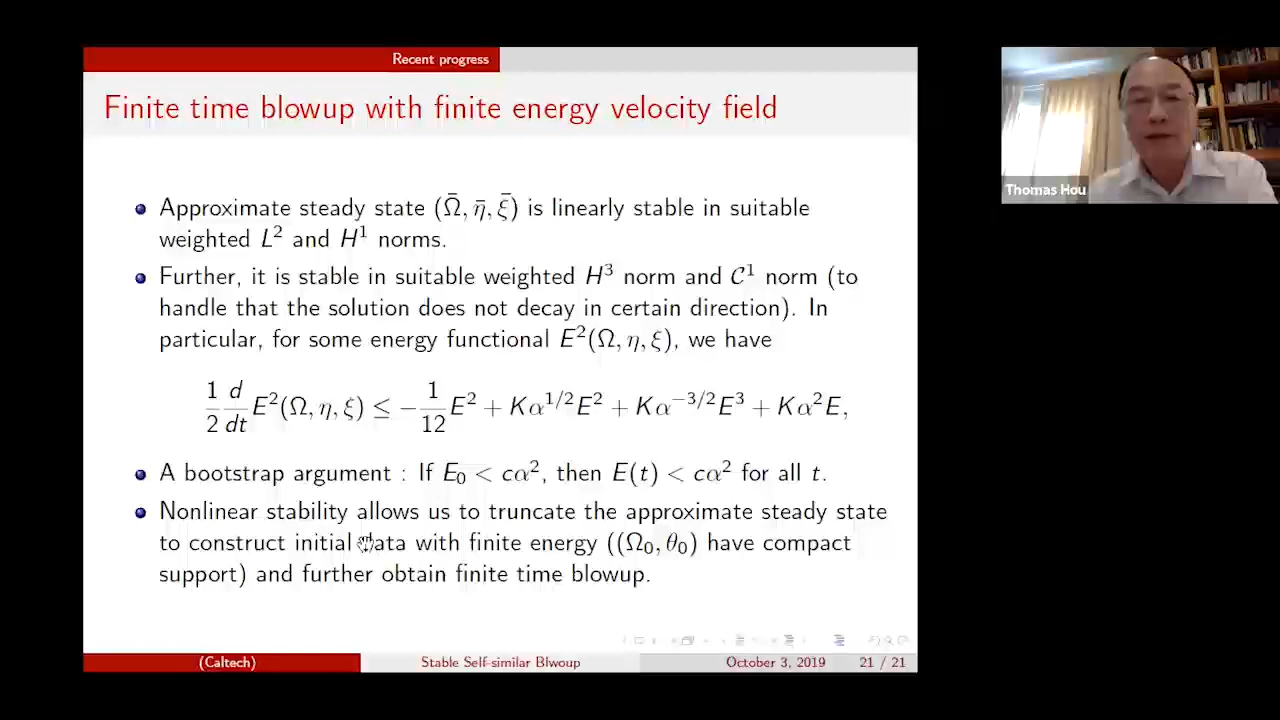 Recent progress
Finite time blowup with finite energy velocity field
Approximate steady state (Ω̄, η̄, ξ̄) is linearly stable in suitable
weighted L² and H¹ norms.
Further, it is stable in suitable weighted H³ norm and 𝒞¹ norm (to
handle that the solution does not decay in certain direction). In
particular, for some energy functional E²(Ω, η, ξ), we have
1/2 d/dt E²(Ω, η, ξ) ≤ −1/12 E² + Kα^{1/2}E² + Kα^{−3/2}E³ + Kα²E,
A bootstrap argument : If E₀ < cα², then E(t) < cα² for all t.
Nonlinear stability allows us to truncate the approximate steady state
to construct initial data with finite energy ((Ω₀, θ₀) have compact
support) and further obtain finite time blowup.
(Caltech) Stable Self-similar Blwoup October 3, 2019 21 / 21
Thomas Hou